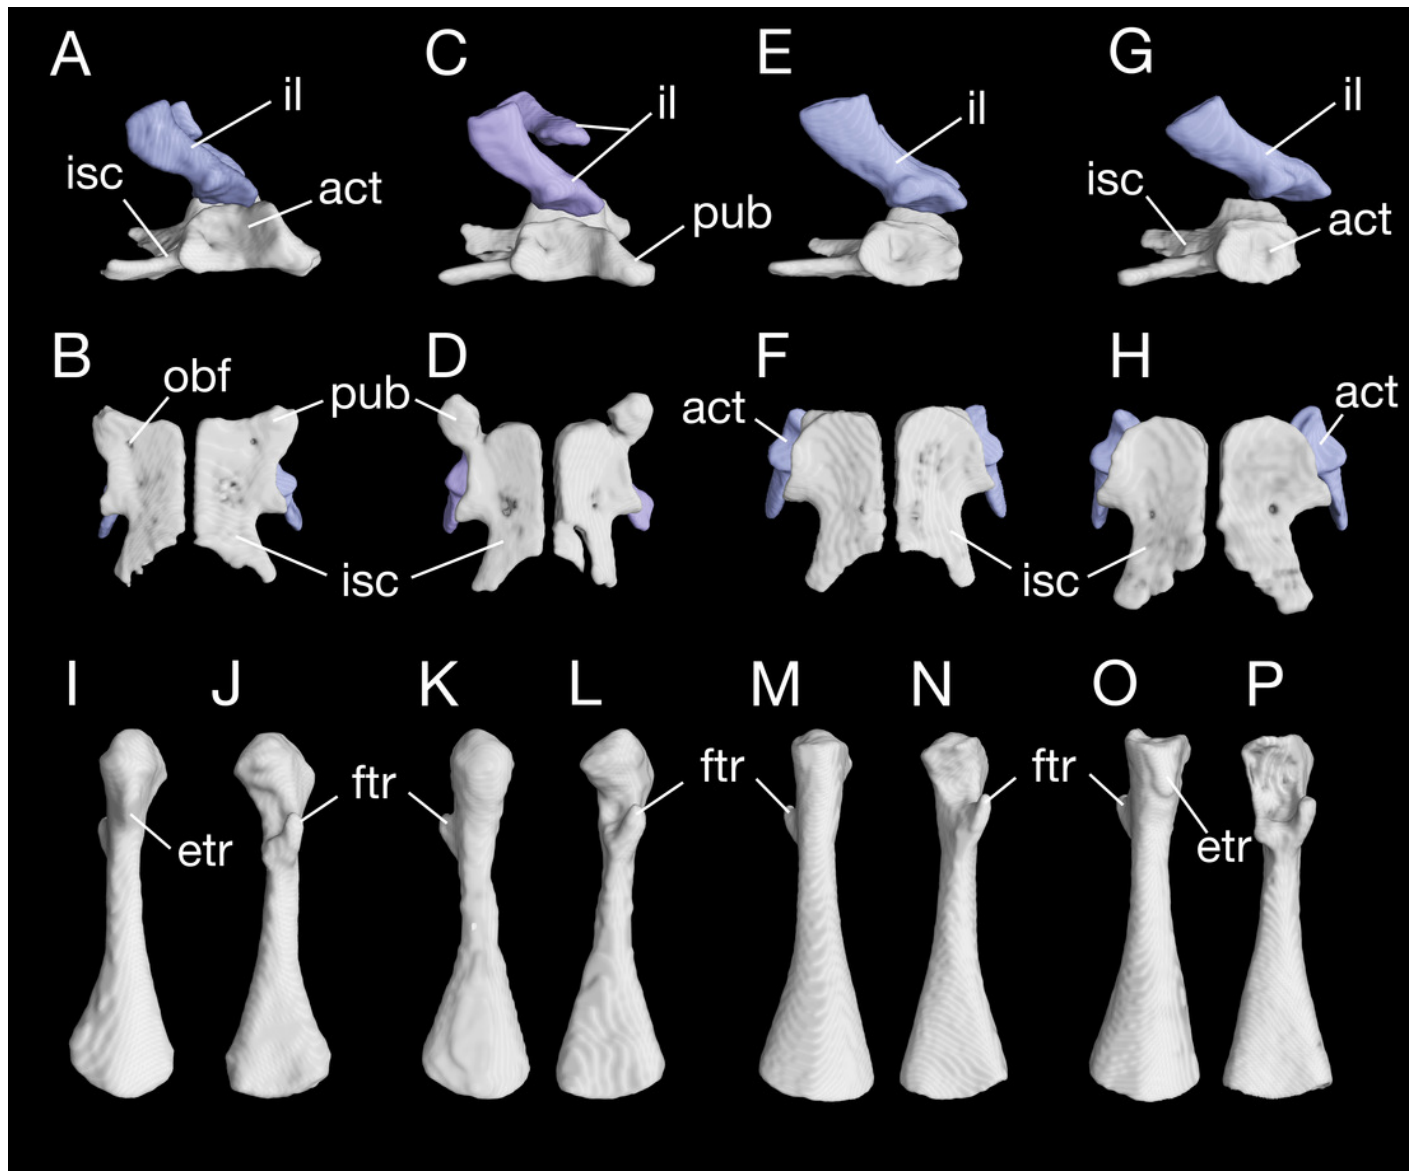 A C E G
il il il il
isc act pub isc act
B D F H
obf pub act act
isc isc
I J K L M N O P
ftr ftr ftr
etr etr